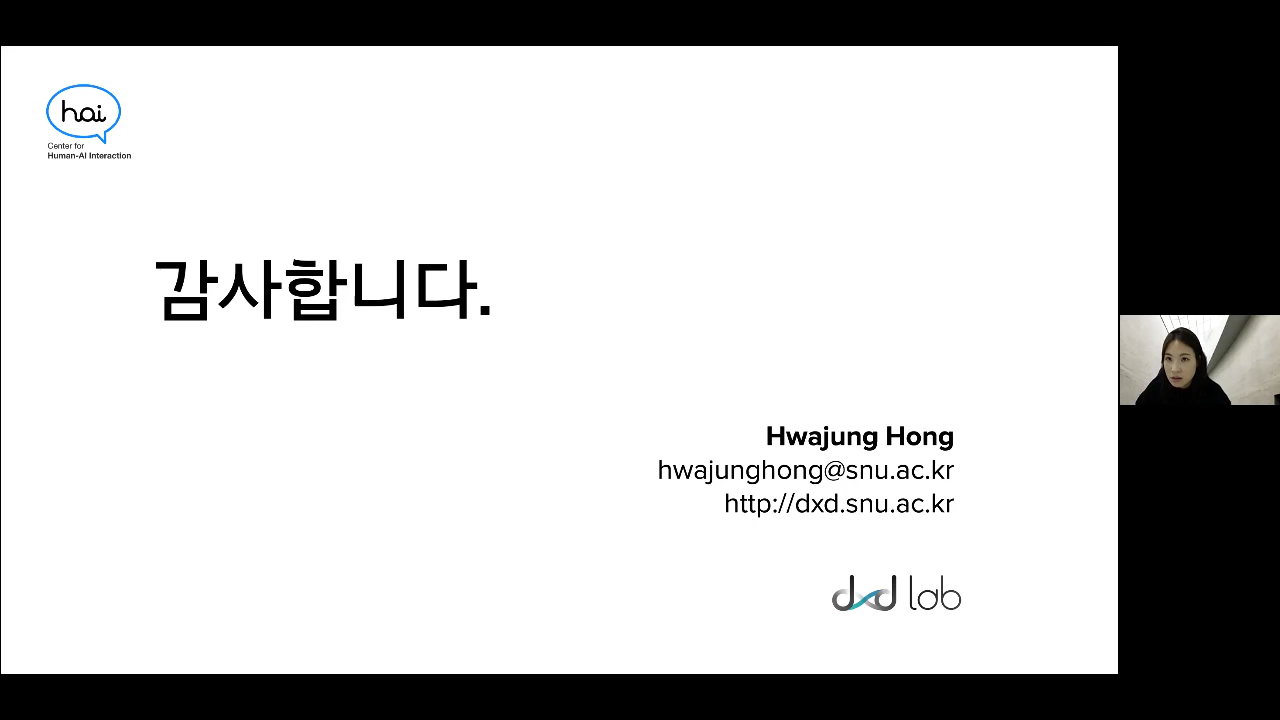 hai
Center for
Human-AI Interaction
감사합니다.
Hwajung Hong
hwajunghong@snu.ac.kr
http://dxd.snu.ac.kr
dxd lab